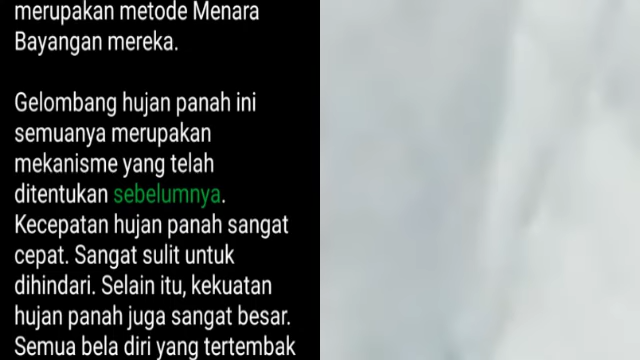 merupakan metode Menara
Bayangan mereka.
Gelombang hujan panah ini
semuanya merupakan
mekanisme yang telah
ditentukan sebelumnya.
Kecepatan hujan panah sangat
cepat. Sangat sulit untuk
dihindari. Selain itu, kekuatan
hujan panah juga sangat besar.
Semua bela diri yang tertembak